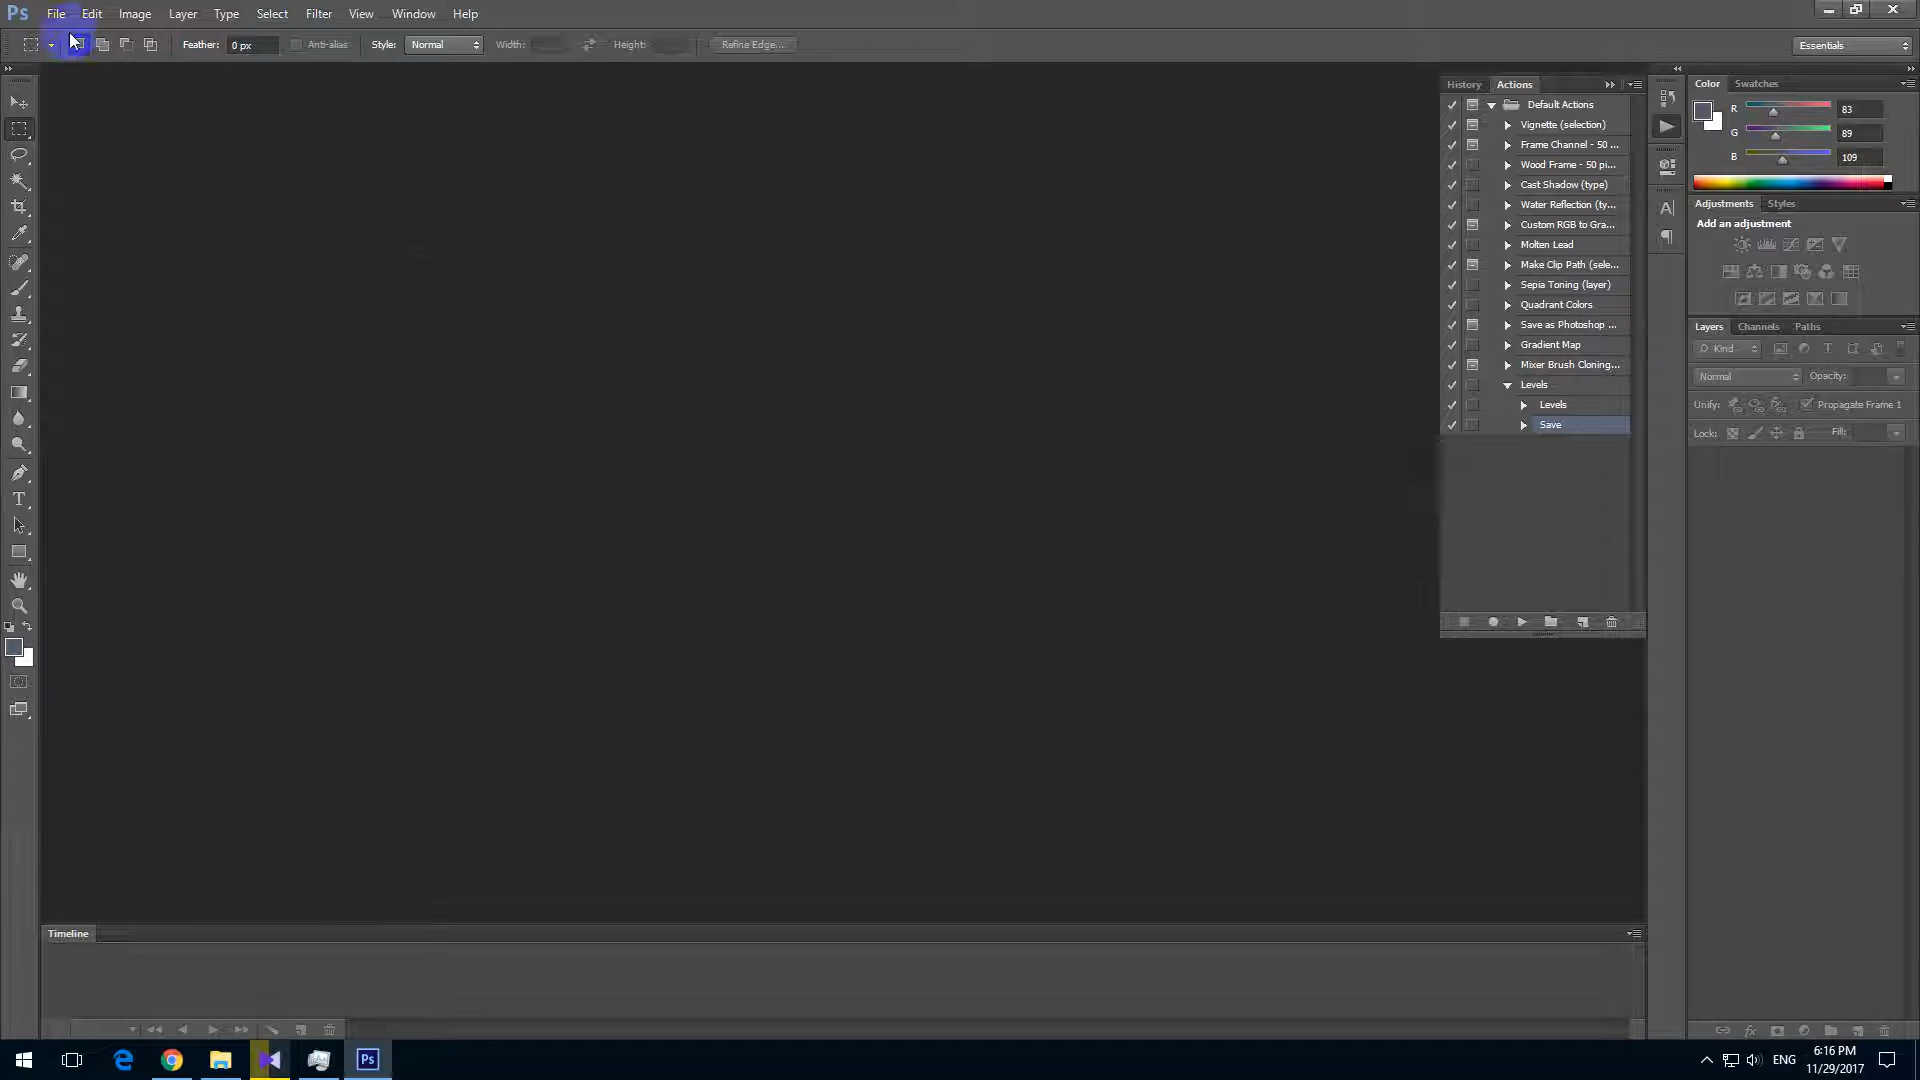 Ps File Edit Image Layer Type Select Filter View Window Help
Feather: 0 px Anti-alias Style: Normal Width: Height: Refine Edge... Essentials
History Actions
Default Actions
Vignette (selection)
Frame Channel - 50 ...
Wood Frame - 50 pi...
Cast Shadow (type)
Water Reflection (ty...
Custom RGB to Gra...
Molten Lead
Make Clip Path (sele...
Sepia Toning (layer)
Quadrant Colors
Save as Photoshop ...
Gradient Map
Mixer Brush Cloning...
Levels
Levels
Save
Color Swatches
R 83
G 89
B 109
Adjustments Styles
Add an adjustment
Layers Channels Paths
Kind
Normal Opacity:
Unify: Propagate Frame 1
Lock: Fill:
Timeline
Ps
ENG
6:16 PM
11/29/2017